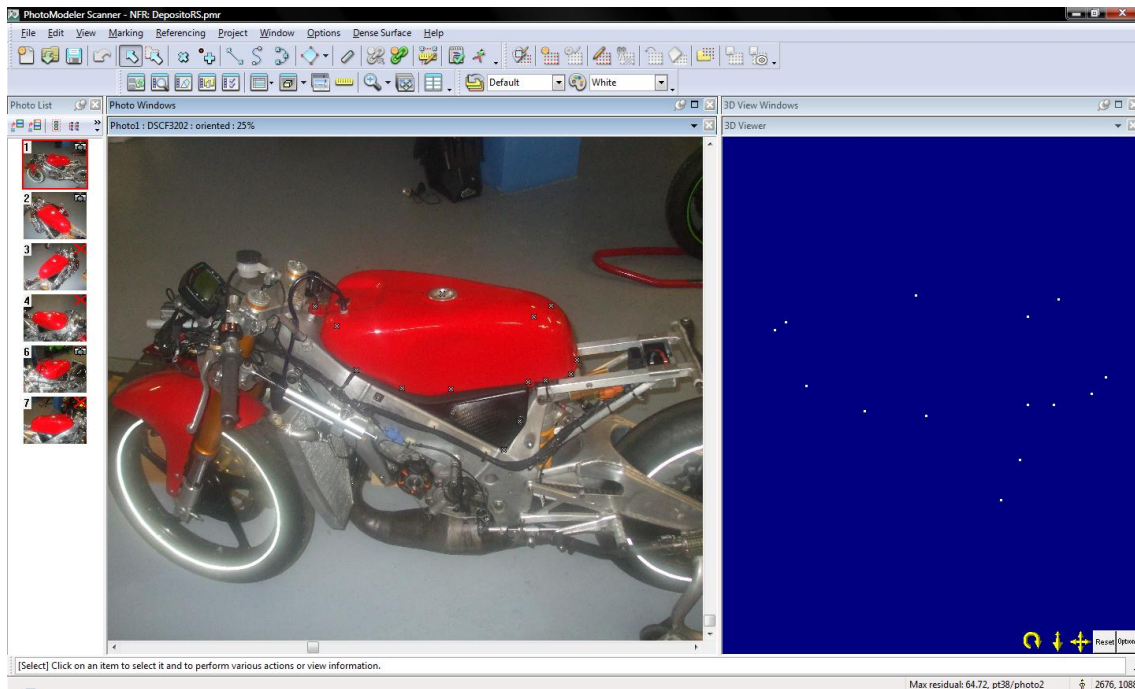 PhotoModeler Scanner - NFR: DepositoRS.pmr
File Edit View Marking Referencing Project Window Options Dense Surface Help
Default White
Photo List Photo Windows 3D View Windows
Photo1 : DSCF3202 : oriented : 25% 3D Viewer
1
2
3
4
6
7
Reset Option
[Select] Click on an item to select it and to perform various actions or view information.
Max residual: 64.72, pt38/photo2 2676, 1088